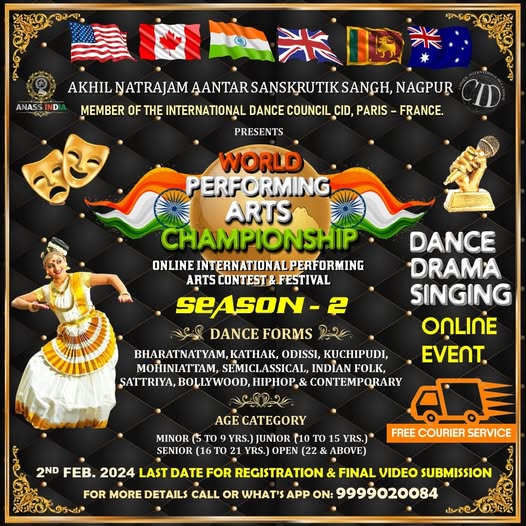 AKHIL NATRAJAM AANTAR SANSKRUTIK SANGH, NAGPUR
ANASS INDIA
CID
MEMBER OF THE INTERNATIONAL DANCE COUNCIL CID, PARIS – FRANCE.
PRESENTS
WORLD
PERFORMING
ARTS
CHAMPIONSHIP
ONLINE INTERNATIONAL PERFORMING
ARTS CONTEST & FESTIVAL
SEASON - 2
DANCE
DRAMA
SINGING
ONLINE
EVENT
DANCE FORMS
BHARATNATYAM, KATHAK, ODISSI, KUCHIPUDI,
MOHINIATTAM, SEMICLASSICAL, INDIAN FOLK,
SATTRIYA, BOLLYWOOD, HIPHOP & CONTEMPORARY
AGE CATEGORY
MINOR (5 TO 9 YRS.) JUNIOR (10 TO 15 YRS.)
SENIOR (16 TO 21 YRS.) OPEN (22 & ABOVE)
FREE COURIER SERVICE
2ND FEB. 2024 LAST DATE FOR REGISTRATION & FINAL VIDEO SUBMISSION
FOR MORE DETAILS CALL OR WHAT'S APP ON: 9999020084